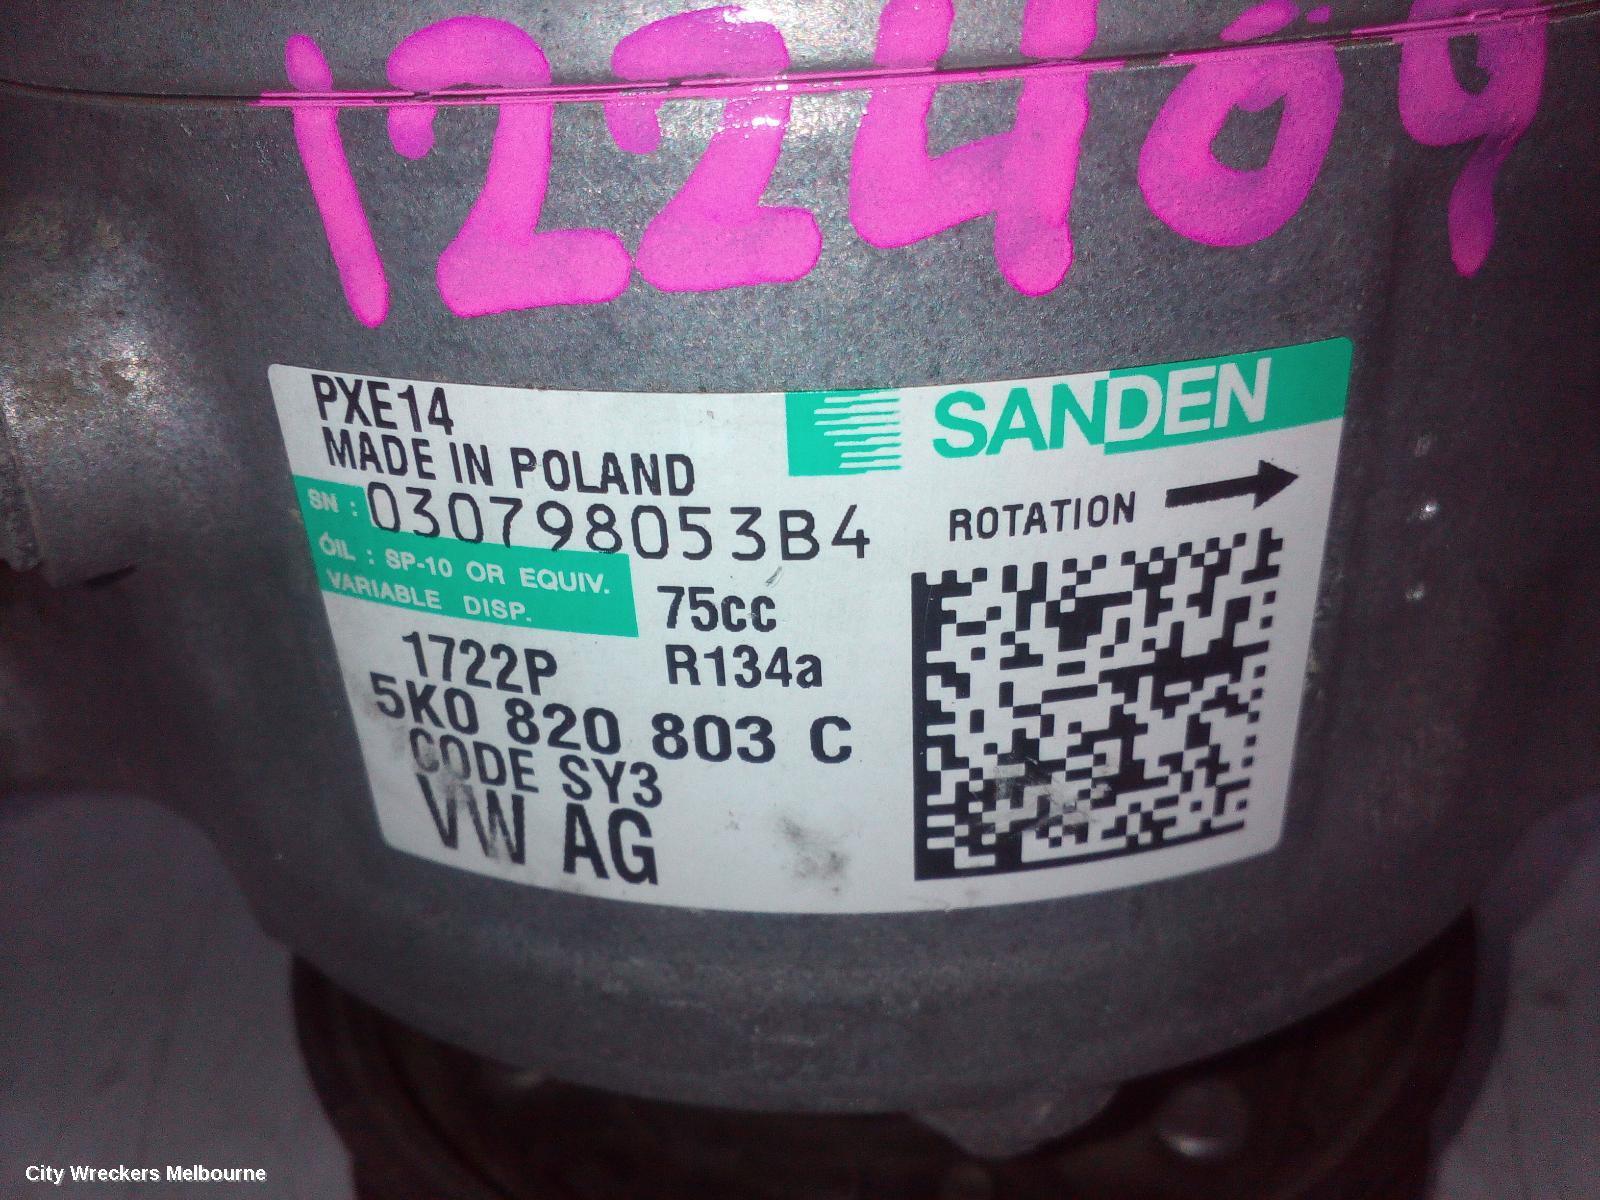 122469
PXE14
SANDEN
MADE IN POLAND
SN : 030798053B4
ROTATION
OIL : SP-10 OR EQUIV.
VARIABLE DISP.
75cc
1722P
R134a
5K0 820 803 C
CODE SY3
VW AG
City Wreckers Melbourne